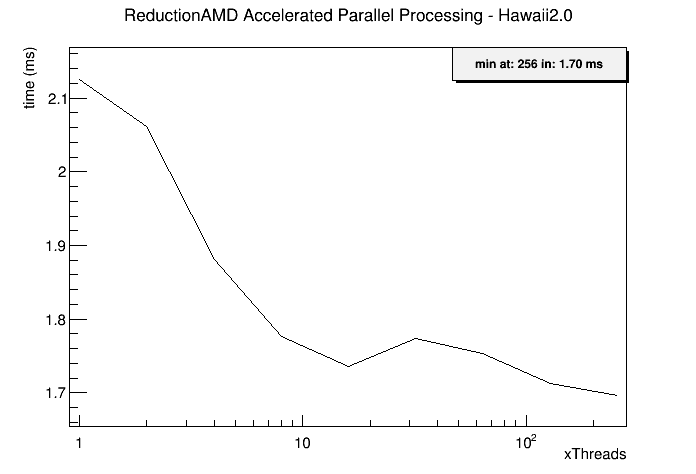 ReductionAMD Accelerated Parallel Processing - Hawaii2.0
time (ms)
min at: 256 in: 1.70 ms
2.1
2
1.9
1.8
1.7
1
10
10²
xThreads